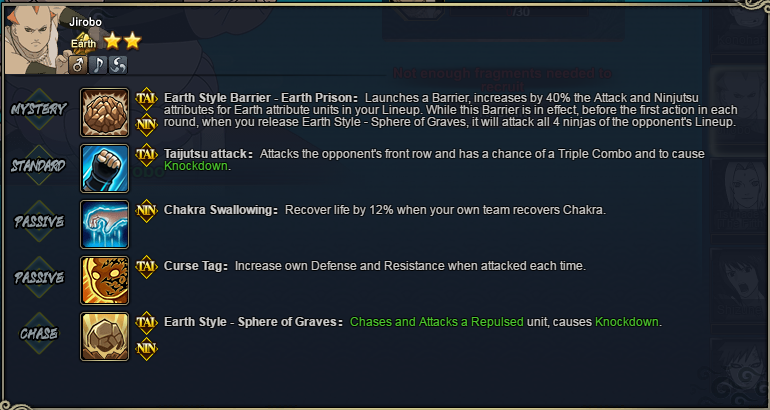 /30
Jirobo
Earth
Not enough fragments needed to
recruit
MYSTERY
TAI
NIN
Earth Style Barrier - Earth Prison: Launches a Barrier, increases by 40% the Attack and Ninjutsu
attributes for Earth attribute units in your Lineup. While this Barrier is in effect, before the first action in each
round, when you release Earth Style - Sphere of Graves, it will attack all 4 ninjas of the opponent's Lineup.
STANDARD
TAI
Taijutsu attack: Attacks the opponent's front row and has a chance of a Triple Combo and to cause
Knockdown.
PASSIVE
NIN
Chakra Swallowing: Recover life by 12% when your own team recovers Chakra.
PASSIVE
TAI
Curse Tag: Increase own Defense and Resistance when attacked each time.
CHASE
TAI
NIN
Earth Style - Sphere of Graves: Chases and Attacks a Repulsed unit, causes Knockdown.